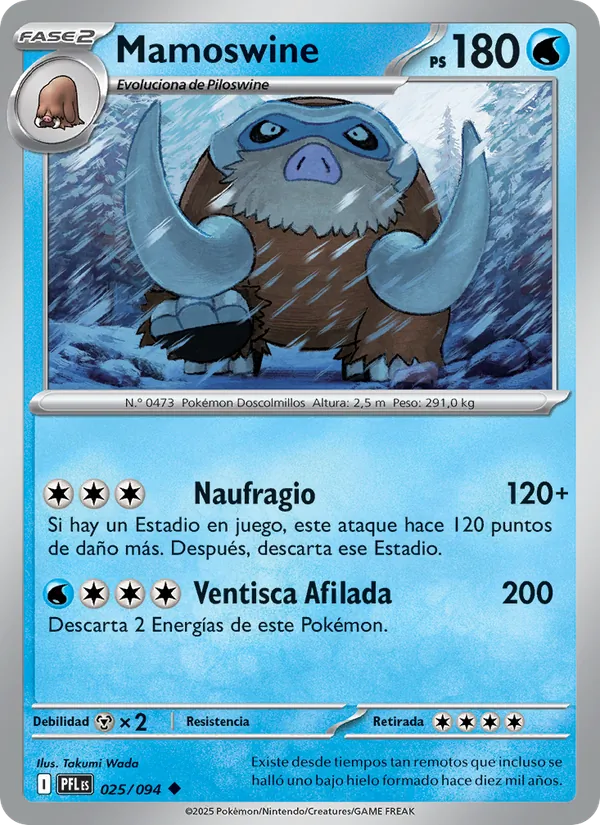 FASE 2
Mamoswine
PS 180
Evoluciona de Piloswine
N.º 0473 Pokémon Doscolmillos Altura: 2,5 m Peso: 291,0 kg
Naufragio 120+
Si hay un Estadio en juego, este ataque hace 120 puntos
de daño más. Después, descarta ese Estadio.
Ventisca Afilada 200
Descarta 2 Energías de este Pokémon.
Debilidad ×2 Resistencia Retirada
Ilus. Takumi Wada
I PFL ES 025/094
Existe desde tiempos tan remotos que incluso se
halló uno bajo hielo formado hace diez mil años.
©2025 Pokémon/Nintendo/Creatures/GAME FREAK